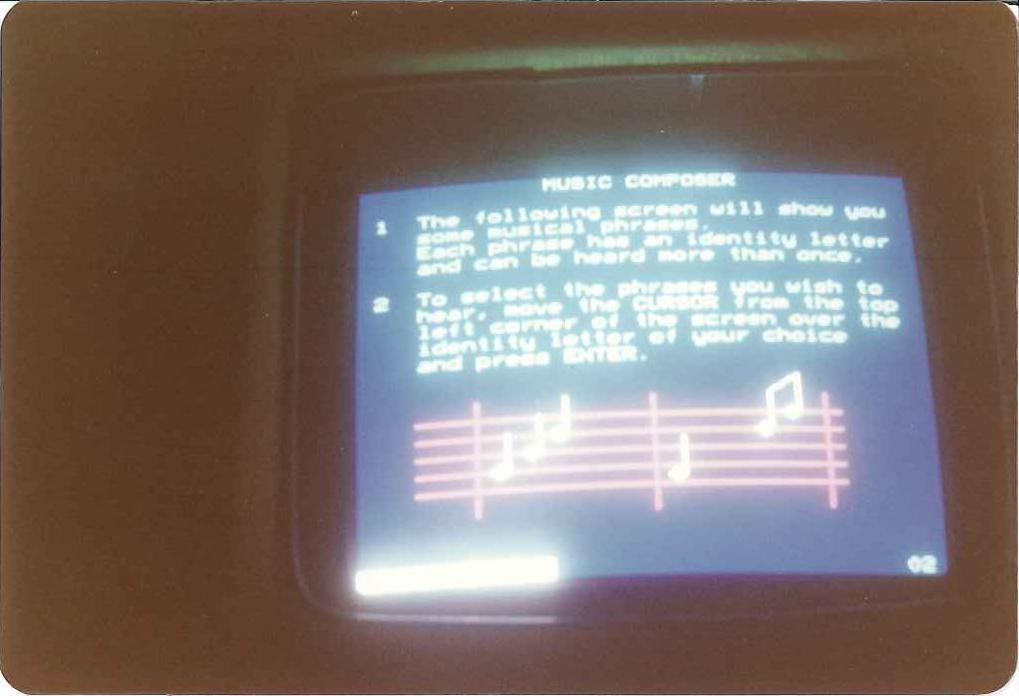 MUSIC COMPOSER
1 The following screen will show you
some musical phrases.
Each phrase has an identity letter
and can be heard more than once.
2 To select the phrases you wish to
hear, move the CURSOR from the top
left corner of the screen over the
identity letter of your choice
and press ENTER.
02